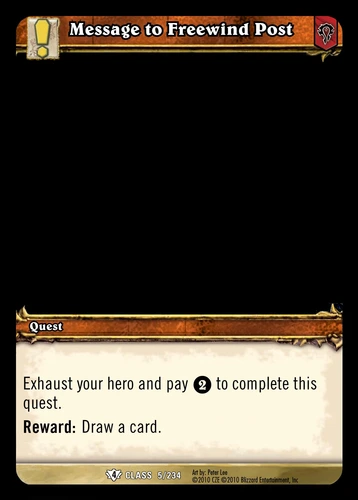 Message to Freewind Post
Quest
Exhaust your hero and pay 2 to complete this
quest.
Reward: Draw a card.
CLASS 5/234
Art by: Peter Lee
©2010 CZE ©2010 Blizzard Entertainment, Inc.